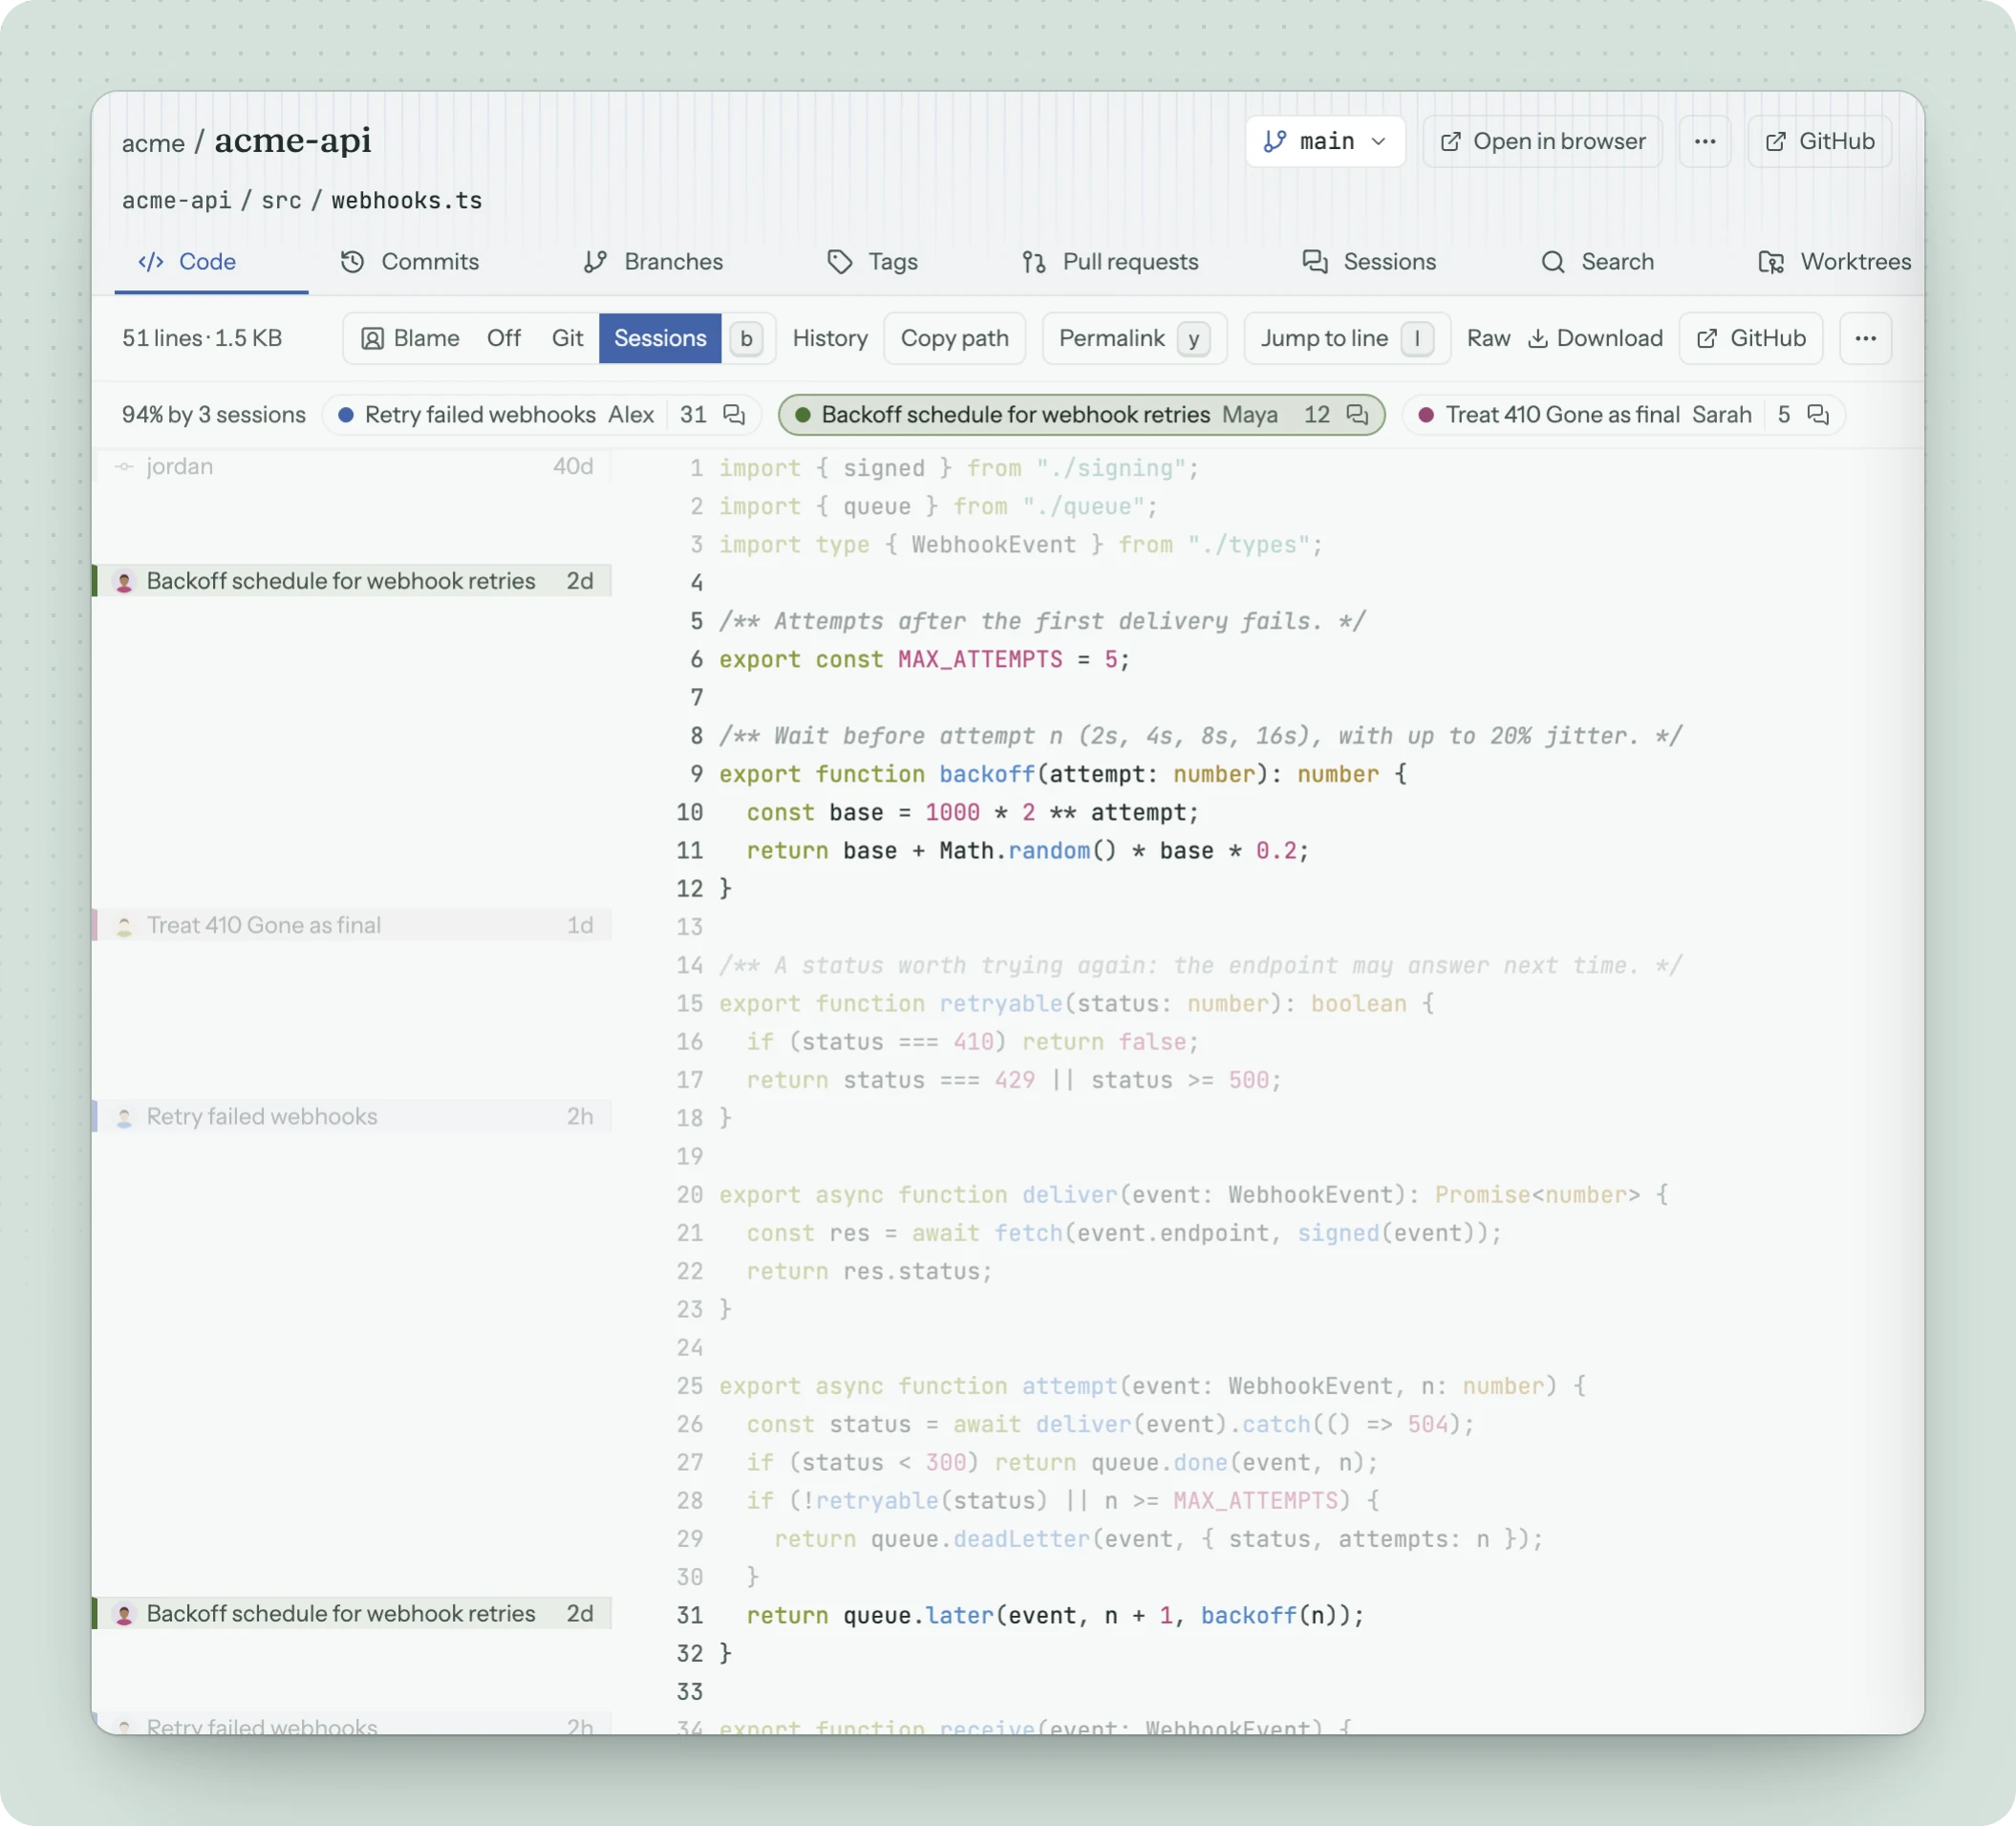 acme / acme-api
main
Open in browser
GitHub
acme-api / src / webhooks.ts
Code
Commits
Branches
Tags
Pull requests
Sessions
Search
Worktrees
51 lines · 1.5 KB
Blame
Off
Git
Sessions
b
History
Copy path
Permalink y
Jump to line l
Raw
Download
GitHub
94% by 3 sessions
Retry failed webhooks Alex 31
Backoff schedule for webhook retries Maya 12
Treat 410 Gone as final Sarah 5
jordan 40d
1 import { signed } from "./signing";
2 import { queue } from "./queue";
3 import type { WebhookEvent } from "./types";
Backoff schedule for webhook retries 2d
4
5 /** Attempts after the first delivery fails. */
6 export const MAX_ATTEMPTS = 5;
7
8 /** Wait before attempt n (2s, 4s, 8s, 16s), with up to 20% jitter. */
9 export function backoff(attempt: number): number {
10   const base = 1000 * 2 ** attempt;
11   return base + Math.random() * base * 0.2;
12 }
Treat 410 Gone as final 1d
13
14 /** A status worth trying again: the endpoint may answer next time. */
15 export function retryable(status: number): boolean {
16   if (status === 410) return false;
17   return status === 429 || status >= 500;
Retry failed webhooks 2h
18 }
19
20 export async function deliver(event: WebhookEvent): Promise<number> {
21   const res = await fetch(event.endpoint, signed(event));
22   return res.status;
23 }
24
25 export async function attempt(event: WebhookEvent, n: number) {
26   const status = await deliver(event).catch(() => 504);
27   if (status < 300) return queue.done(event, n);
28   if (!retryable(status) || n >= MAX_ATTEMPTS) {
29     return queue.deadLetter(event, { status, attempts: n });
30   }
Backoff schedule for webhook retries 2d
31   return queue.later(event, n + 1, backoff(n));
32 }
33
Retry failed webhooks 2h
34 export function receive(event: WebhookEvent) {